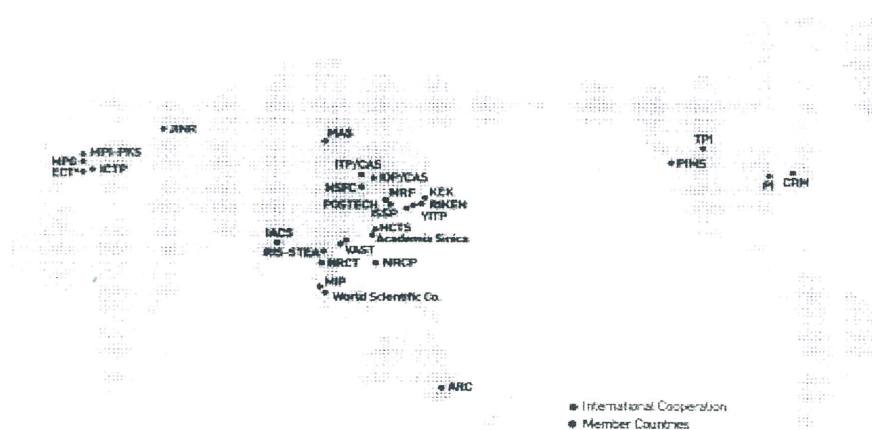 JINR
MAS
TPI
MPI-PKS
MPG
ECT*
ICTP
PIMS
PI
CRM
ITP/CAS
IOP/CAS
NSFC
NRF
KEK
POSTECH
RIKEN
ISSP
YITP
IACS
NCTS
Academia Sinica
VAST
RIS-STEA
NRCT
NRCP
MIP
World Scientific Co.
ARC
International Cooperation
Member Countries